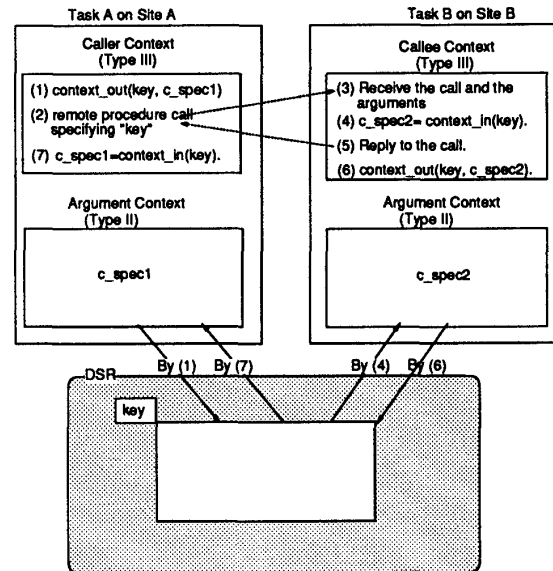 Task A on Site A
Caller Context
(Type III)
(1) context_out(key, c_spec1)
(2) remote procedure call
specifying "key"
(7) c_spec1=context_in(key).
Argument Context
(Type II)
c_spec1
Task B on Site B
Callee Context
(Type III)
(3) Receive the call and the
arguments
(4) c_spec2= context_in(key).
(5) Reply to the call.
(6) context_out(key, c_spec2).
Argument Context
(Type II)
c_spec2
By (1)
By (7)
By (4)
By (6)
DSR
key